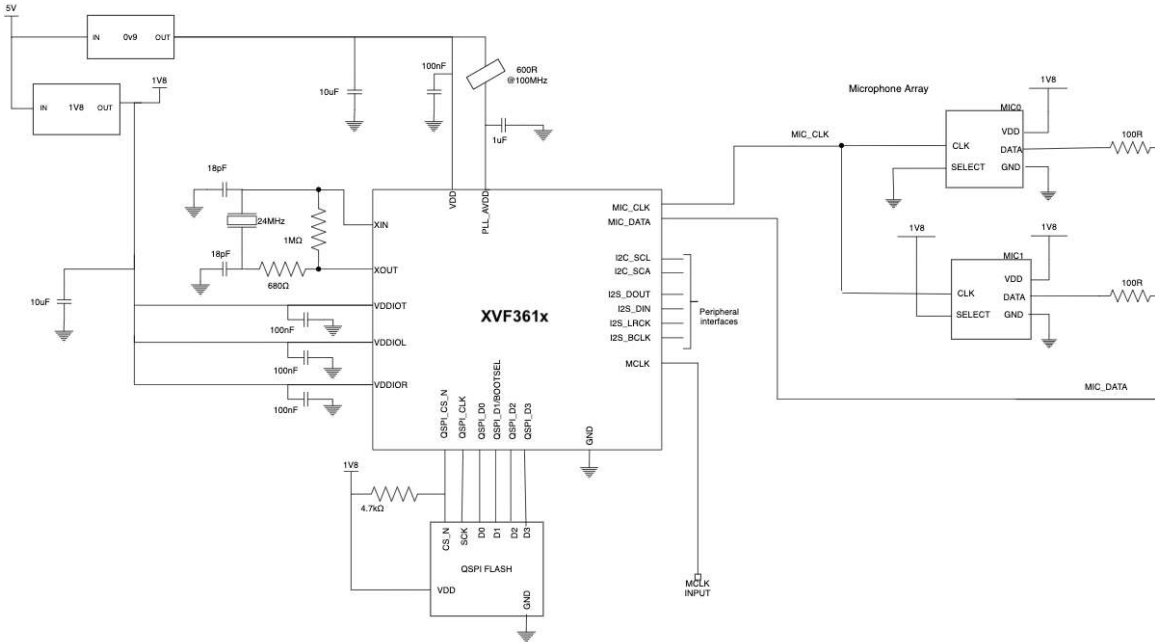 5V
IN 0v9 OUT
1V8
IN 1V8 OUT
10uF
100nF
600R
@100MHz
1uF
Microphone Array
1V8
MIC0
VDD
CLK
DATA
SELECT
GND
100R
MIC_CLK
18pF
24MHz
1MΩ
18pF
680Ω
XIN
XOUT
VDD
PLL_AVDD
MIC_CLK
MIC_DATA
I2C_SCL
I2C_SCA
I2S_DOUT
I2S_DIN
I2S_LRCK
I2S_BCLK
Peripheral
interfaces
MCLK
1V8
1V8
MIC1
VDD
CLK
DATA
SELECT
GND
100R
10uF
VDDIOT
100nF
VDDIOL
100nF
VDDIOR
100nF
XVF361x
MIC_DATA
QSPI_CS_N
QSPI_CLK
QSPI_D0
QSPI_D1/BOOTSEL
QSPI_D2
QSPI_D3
GND
1V8
4.7kΩ
CS_N
SCK
D0
D1
D2
D3
QSPI FLASH
VDD
GND
MCLK
INPUT